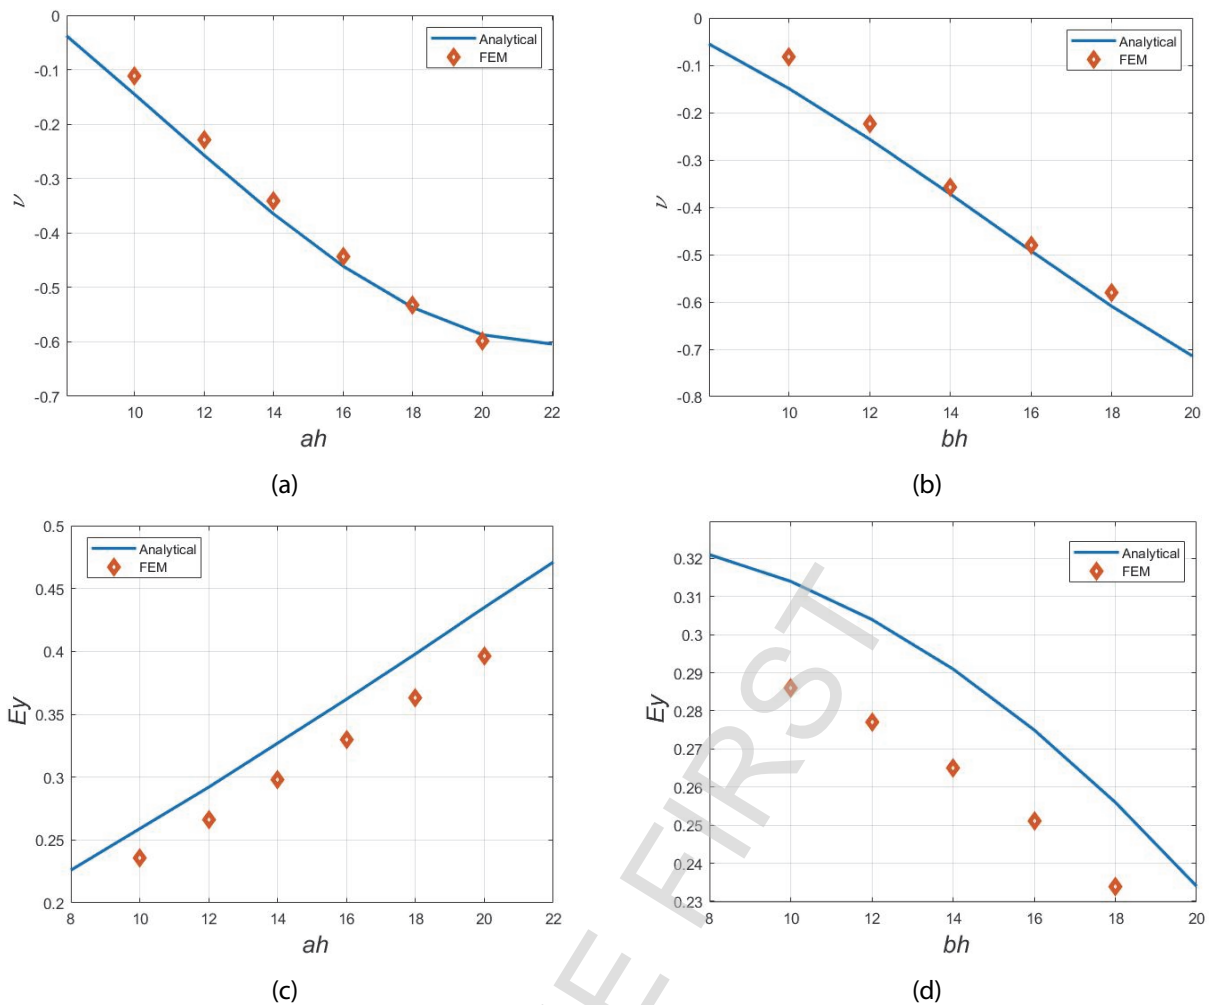 0
-0.1
-0.2
-0.3
-0.4
-0.5
-0.6
-0.7
ν
10 12 14 16 18 20 22
ah
Analytical
FEM
(a)
0
-0.1
-0.2
-0.3
-0.4
-0.5
-0.6
-0.7
-0.8
ν
10 12 14 16 18 20
bh
Analytical
FEM
(b)
0.5
0.45
0.4
0.35
0.3
0.25
0.2
Ey
8 10 12 14 16 18 20 22
ah
Analytical
FEM
(c)
0.32
0.31
0.3
0.29
0.28
0.27
0.26
0.25
0.24
0.23
Ey
8 10 12 14 16 18 20
bh
Analytical
FEM
(d)
E FIRST